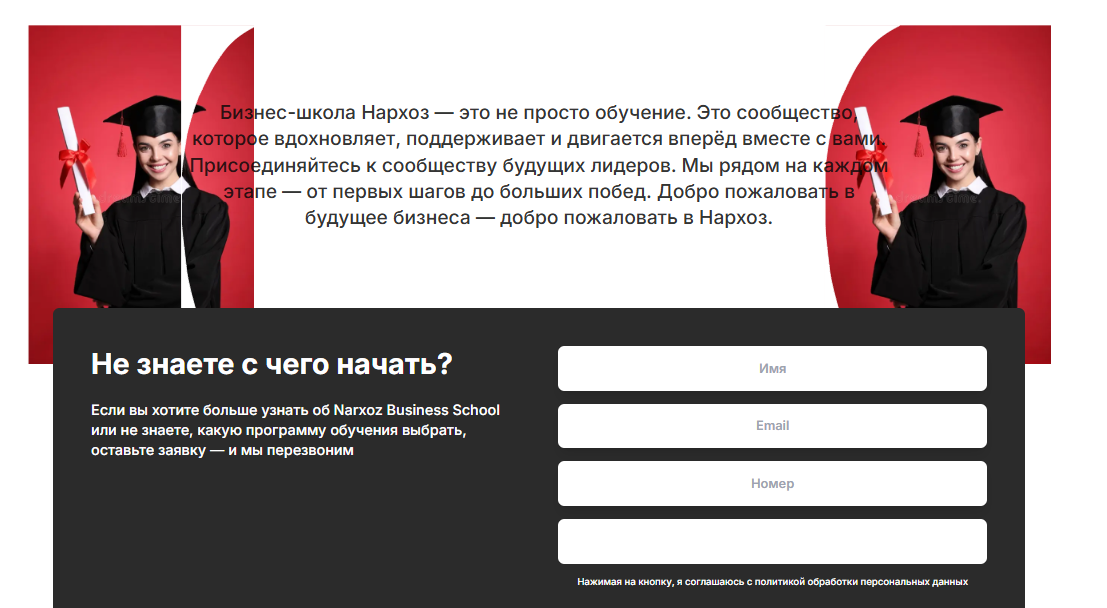 Бизнес-школа Нархоз — это не просто обучение. Это сообщество,
которое вдохновляет, поддерживает и двигается вперёд вместе с вами.
Присоединяйтесь к сообществу будущих лидеров. Мы рядом на каждом
этапе — от первых шагов до больших побед. Добро пожаловать в
будущее бизнеса — добро пожаловать в Нархоз.
Не знаете с чего начать?
Если вы хотите больше узнать об Narxoz Business School
или не знаете, какую программу обучения выбрать,
оставьте заявку — и мы перезвоним
Имя
Email
Номер
Нажимая на кнопку, я соглашаюсь с политикой обработки персональных данных